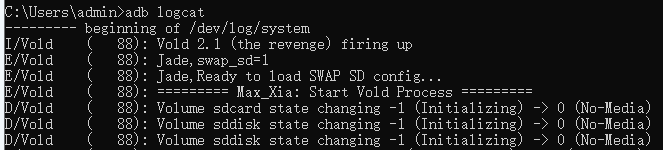 C:\Users\admin>adb logcat
--------- beginning of /dev/log/system
I/Vold    (   88): Vold 2.1 (the revenge) firing up
E/Vold    (   88): Jade,swap_sd=1
E/Vold    (   88): Jade,Ready to load SWAP SD config...
E/Vold    (   88): ========= Max_Xia: Start Vold Process =========
D/Vold    (   88): Volume sdcard state changing -1 (Initializing) -> 0 (No-Media)
D/Vold    (   88): Volume sddisk state changing -1 (Initializing) -> 0 (No-Media)
D/Vold    (   88): Volume sddisk state changing -1 (Initializing) -> 0 (No-Media)